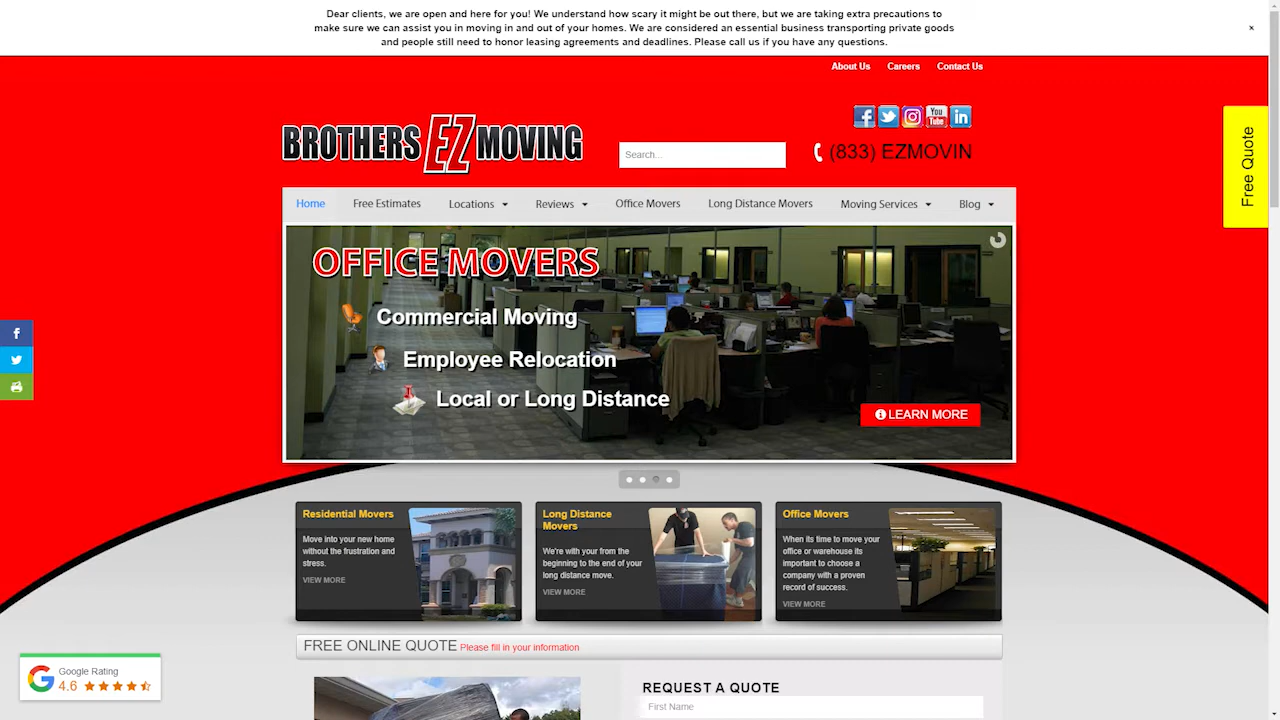 Dear clients, we are open and here for you! We understand how scary it might be out there, but we are taking extra precautions to
make sure we can assist you in moving in and out of your homes. We are considered an essential business transporting private goods
and people still need to honor leasing agreements and deadlines. Please call us if you have any questions.
×
About Us Careers Contact Us
You Tube in
BROTHERS EZ MOVING
Search...
(833) EZMOVIN
Free Quote
Home Free Estimates Locations Reviews Office Movers Long Distance Movers Moving Services Blog
OFFICE MOVERS
Commercial Moving
Employee Relocation
Local or Long Distance
LEARN MORE
Residential Movers
Move into your new home
without the frustration and
stress.
VIEW MORE
Long Distance
Movers
We're with your from the
beginning to the end of your
long distance move.
VIEW MORE
Office Movers
When its time to move your
office or warehouse its
important to choose a
company with a proven
record of success.
VIEW MORE
FREE ONLINE QUOTE Please fill in your information
Google Rating
4.6
REQUEST A QUOTE
First Name